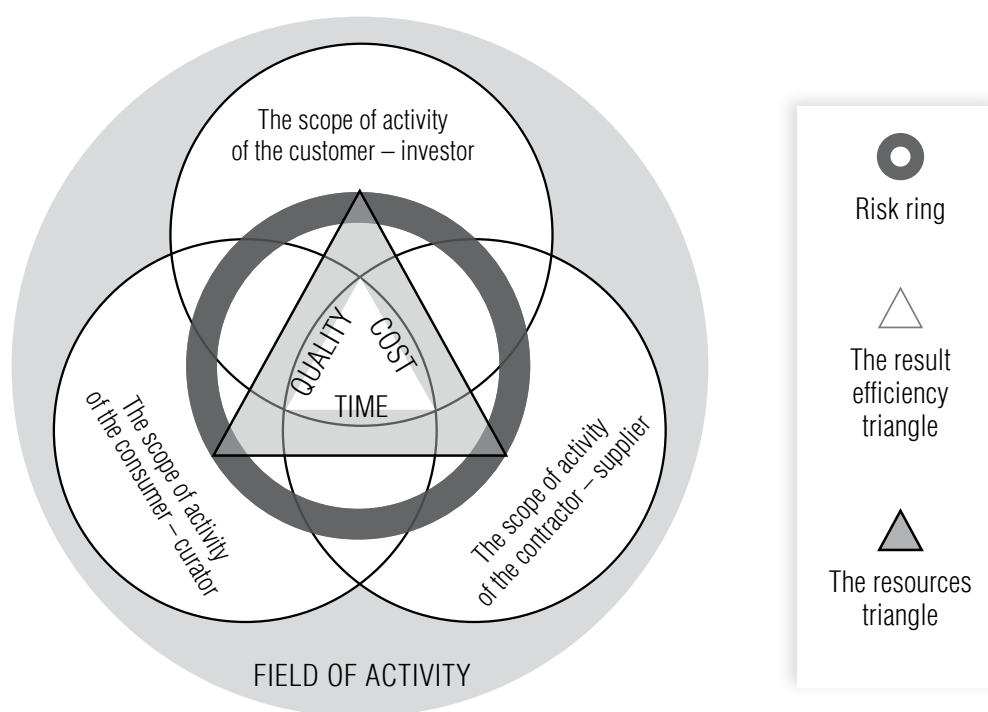 The scope of activity
of the customer – investor
QUALITY
COST
TIME
The scope of activity
of the consumer – curator
The scope of activity
of the contractor – supplier
FIELD OF ACTIVITY
Risk ring
The result
efficiency
triangle
The resources
triangle